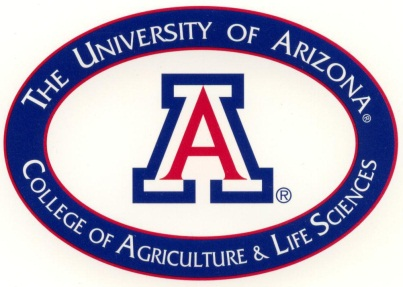 THE UNIVERSITY OF ARIZONA®
A®
COLLEGE OF AGRICULTURE & LIFE SCIENCES